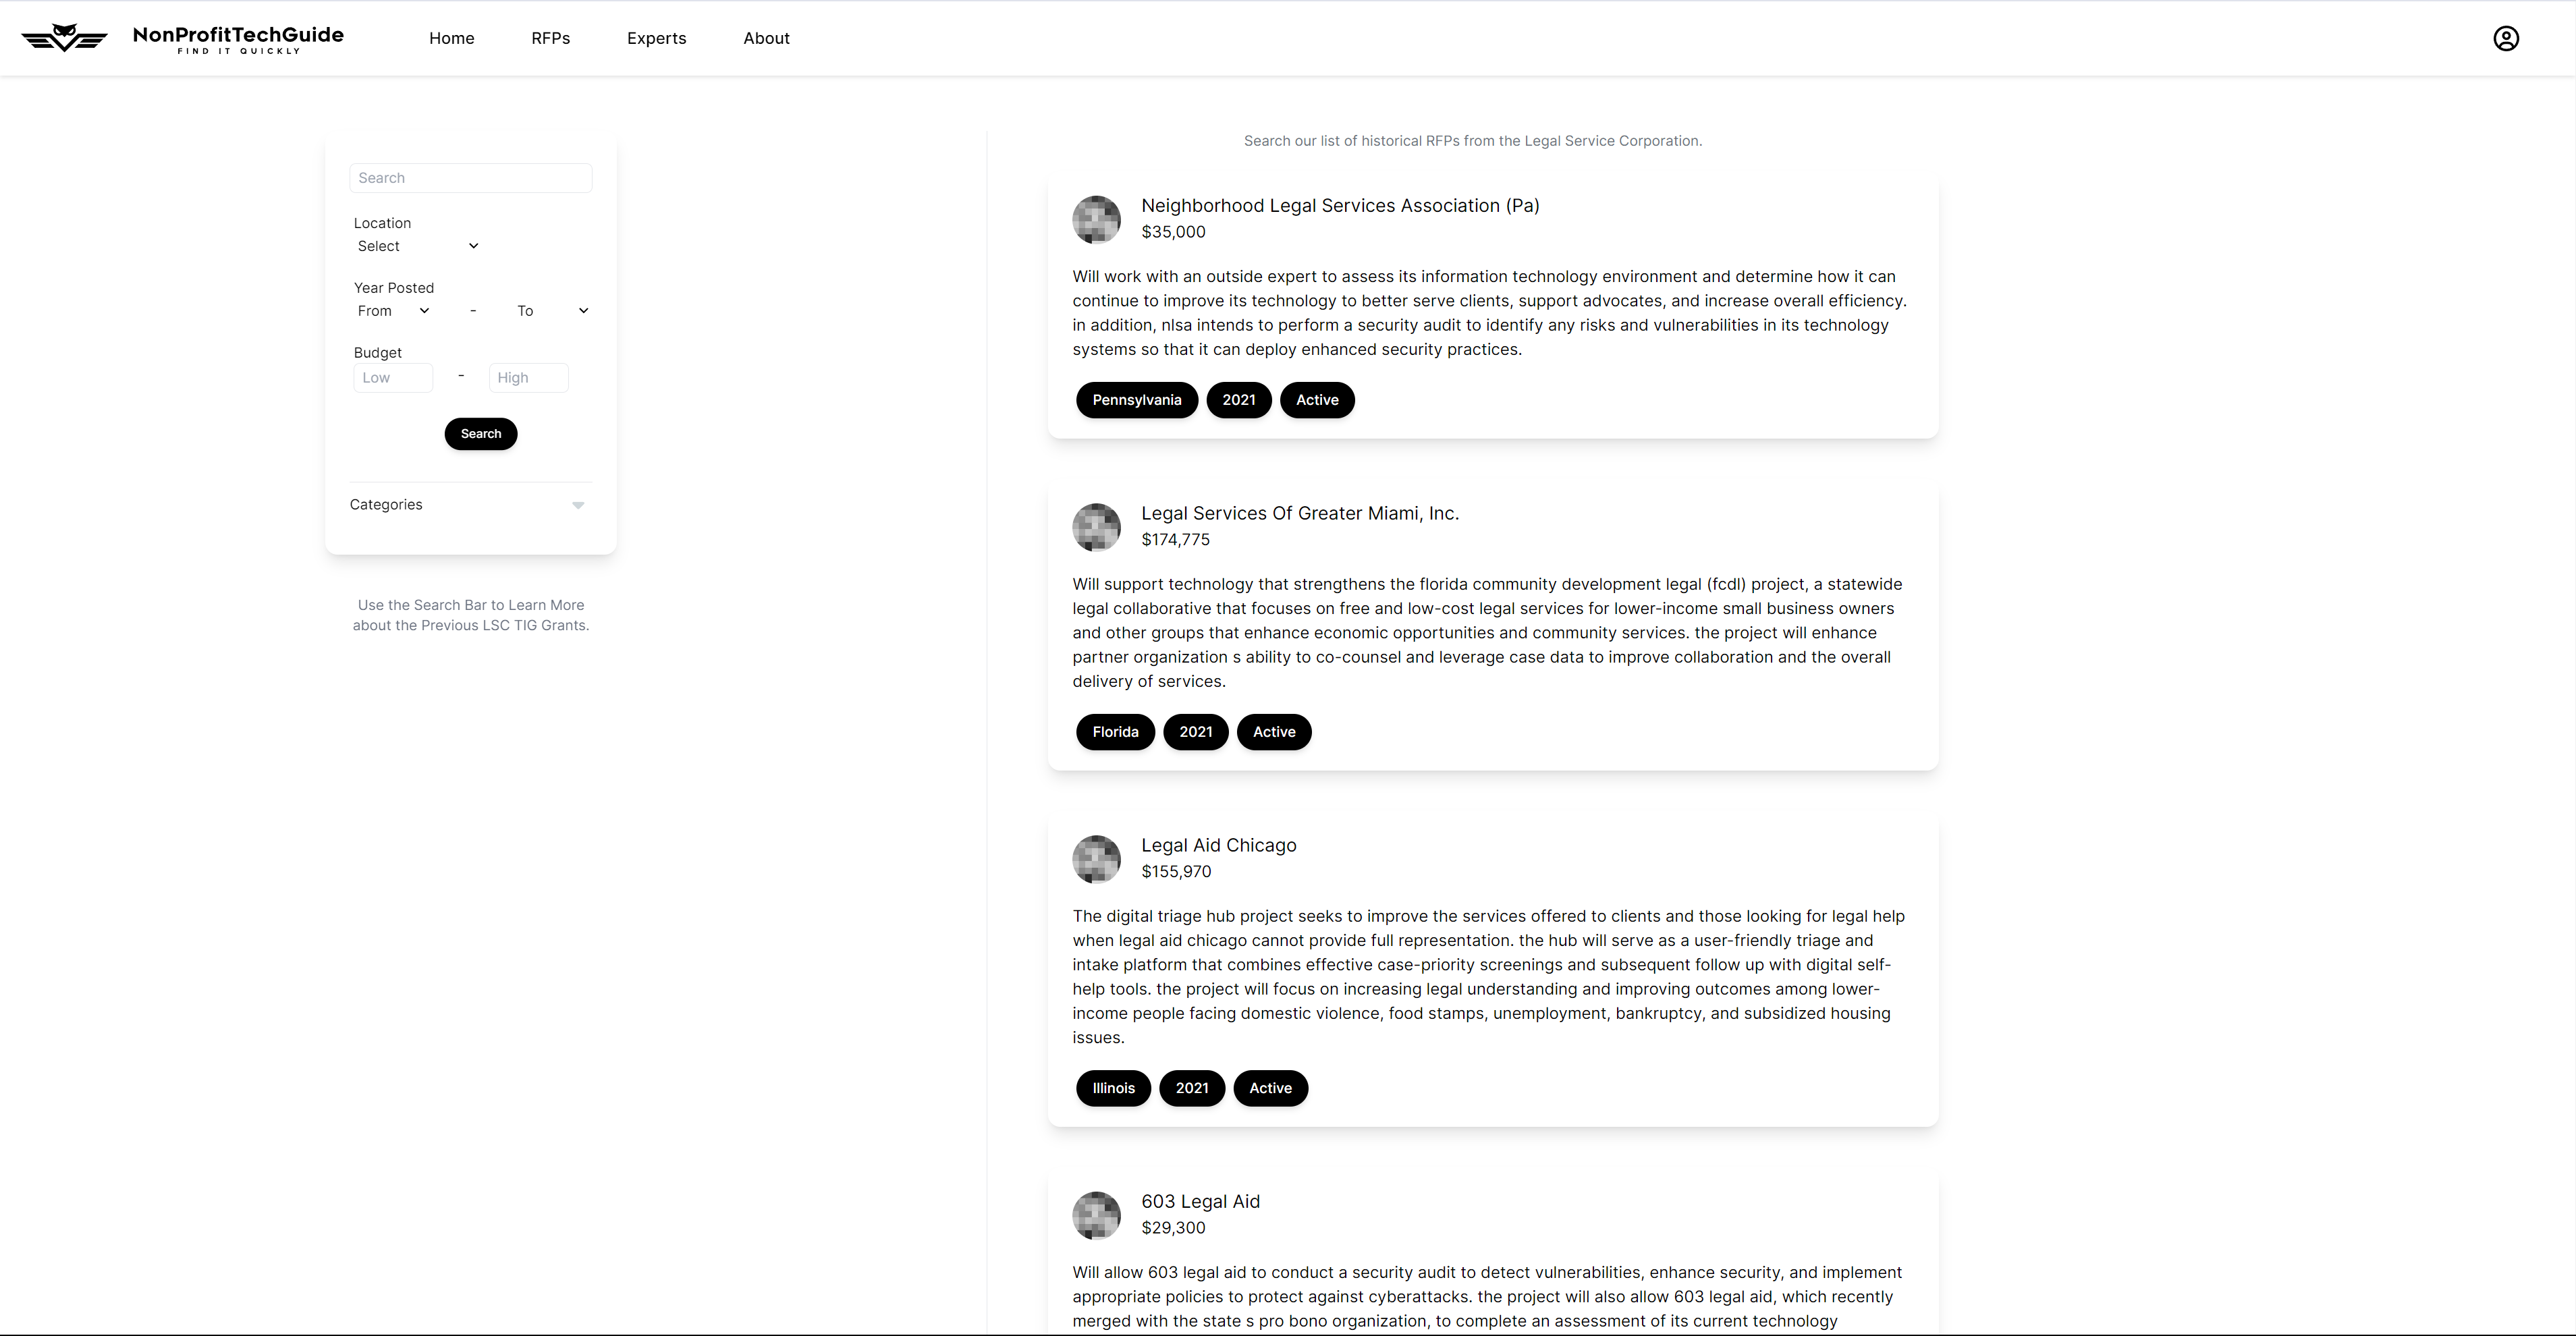 NonProfitTechGuide
FIND IT QUICKLY
Home
RFPs
Experts
About
Search
Location
Select
Year Posted
From
-
To
Budget
Low
-
High
Search
Categories
Use the Search Bar to Learn More
about the Previous LSC TIG Grants.
Search our list of historical RFPs from the Legal Service Corporation.
Neighborhood Legal Services Association (Pa)
$35,000
Will work with an outside expert to assess its information technology environment and determine how it can
continue to improve its technology to better serve clients, support advocates, and increase overall efficiency.
in addition, nlsa intends to perform a security audit to identify any risks and vulnerabilities in its technology
systems so that it can deploy enhanced security practices.
Pennsylvania
2021
Active
Legal Services Of Greater Miami, Inc.
$174,775
Will support technology that strengthens the florida community development legal (fcdl) project, a statewide
legal collaborative that focuses on free and low-cost legal services for lower-income small business owners
and other groups that enhance economic opportunities and community services. the project will enhance
partner organization s ability to co-counsel and leverage case data to improve collaboration and the overall
delivery of services.
Florida
2021
Active
Legal Aid Chicago
$155,970
The digital triage hub project seeks to improve the services offered to clients and those looking for legal help
when legal aid chicago cannot provide full representation. the hub will serve as a user-friendly triage and
intake platform that combines effective case-priority screenings and subsequent follow up with digital self-
help tools. the project will focus on increasing legal understanding and improving outcomes among lower-
income people facing domestic violence, food stamps, unemployment, bankruptcy, and subsidized housing
issues.
Illinois
2021
Active
603 Legal Aid
$29,300
Will allow 603 legal aid to conduct a security audit to detect vulnerabilities, enhance security, and implement
appropriate policies to protect against cyberattacks. the project will also allow 603 legal aid, which recently
merged with the state s pro bono organization, to complete an assessment of its current technology